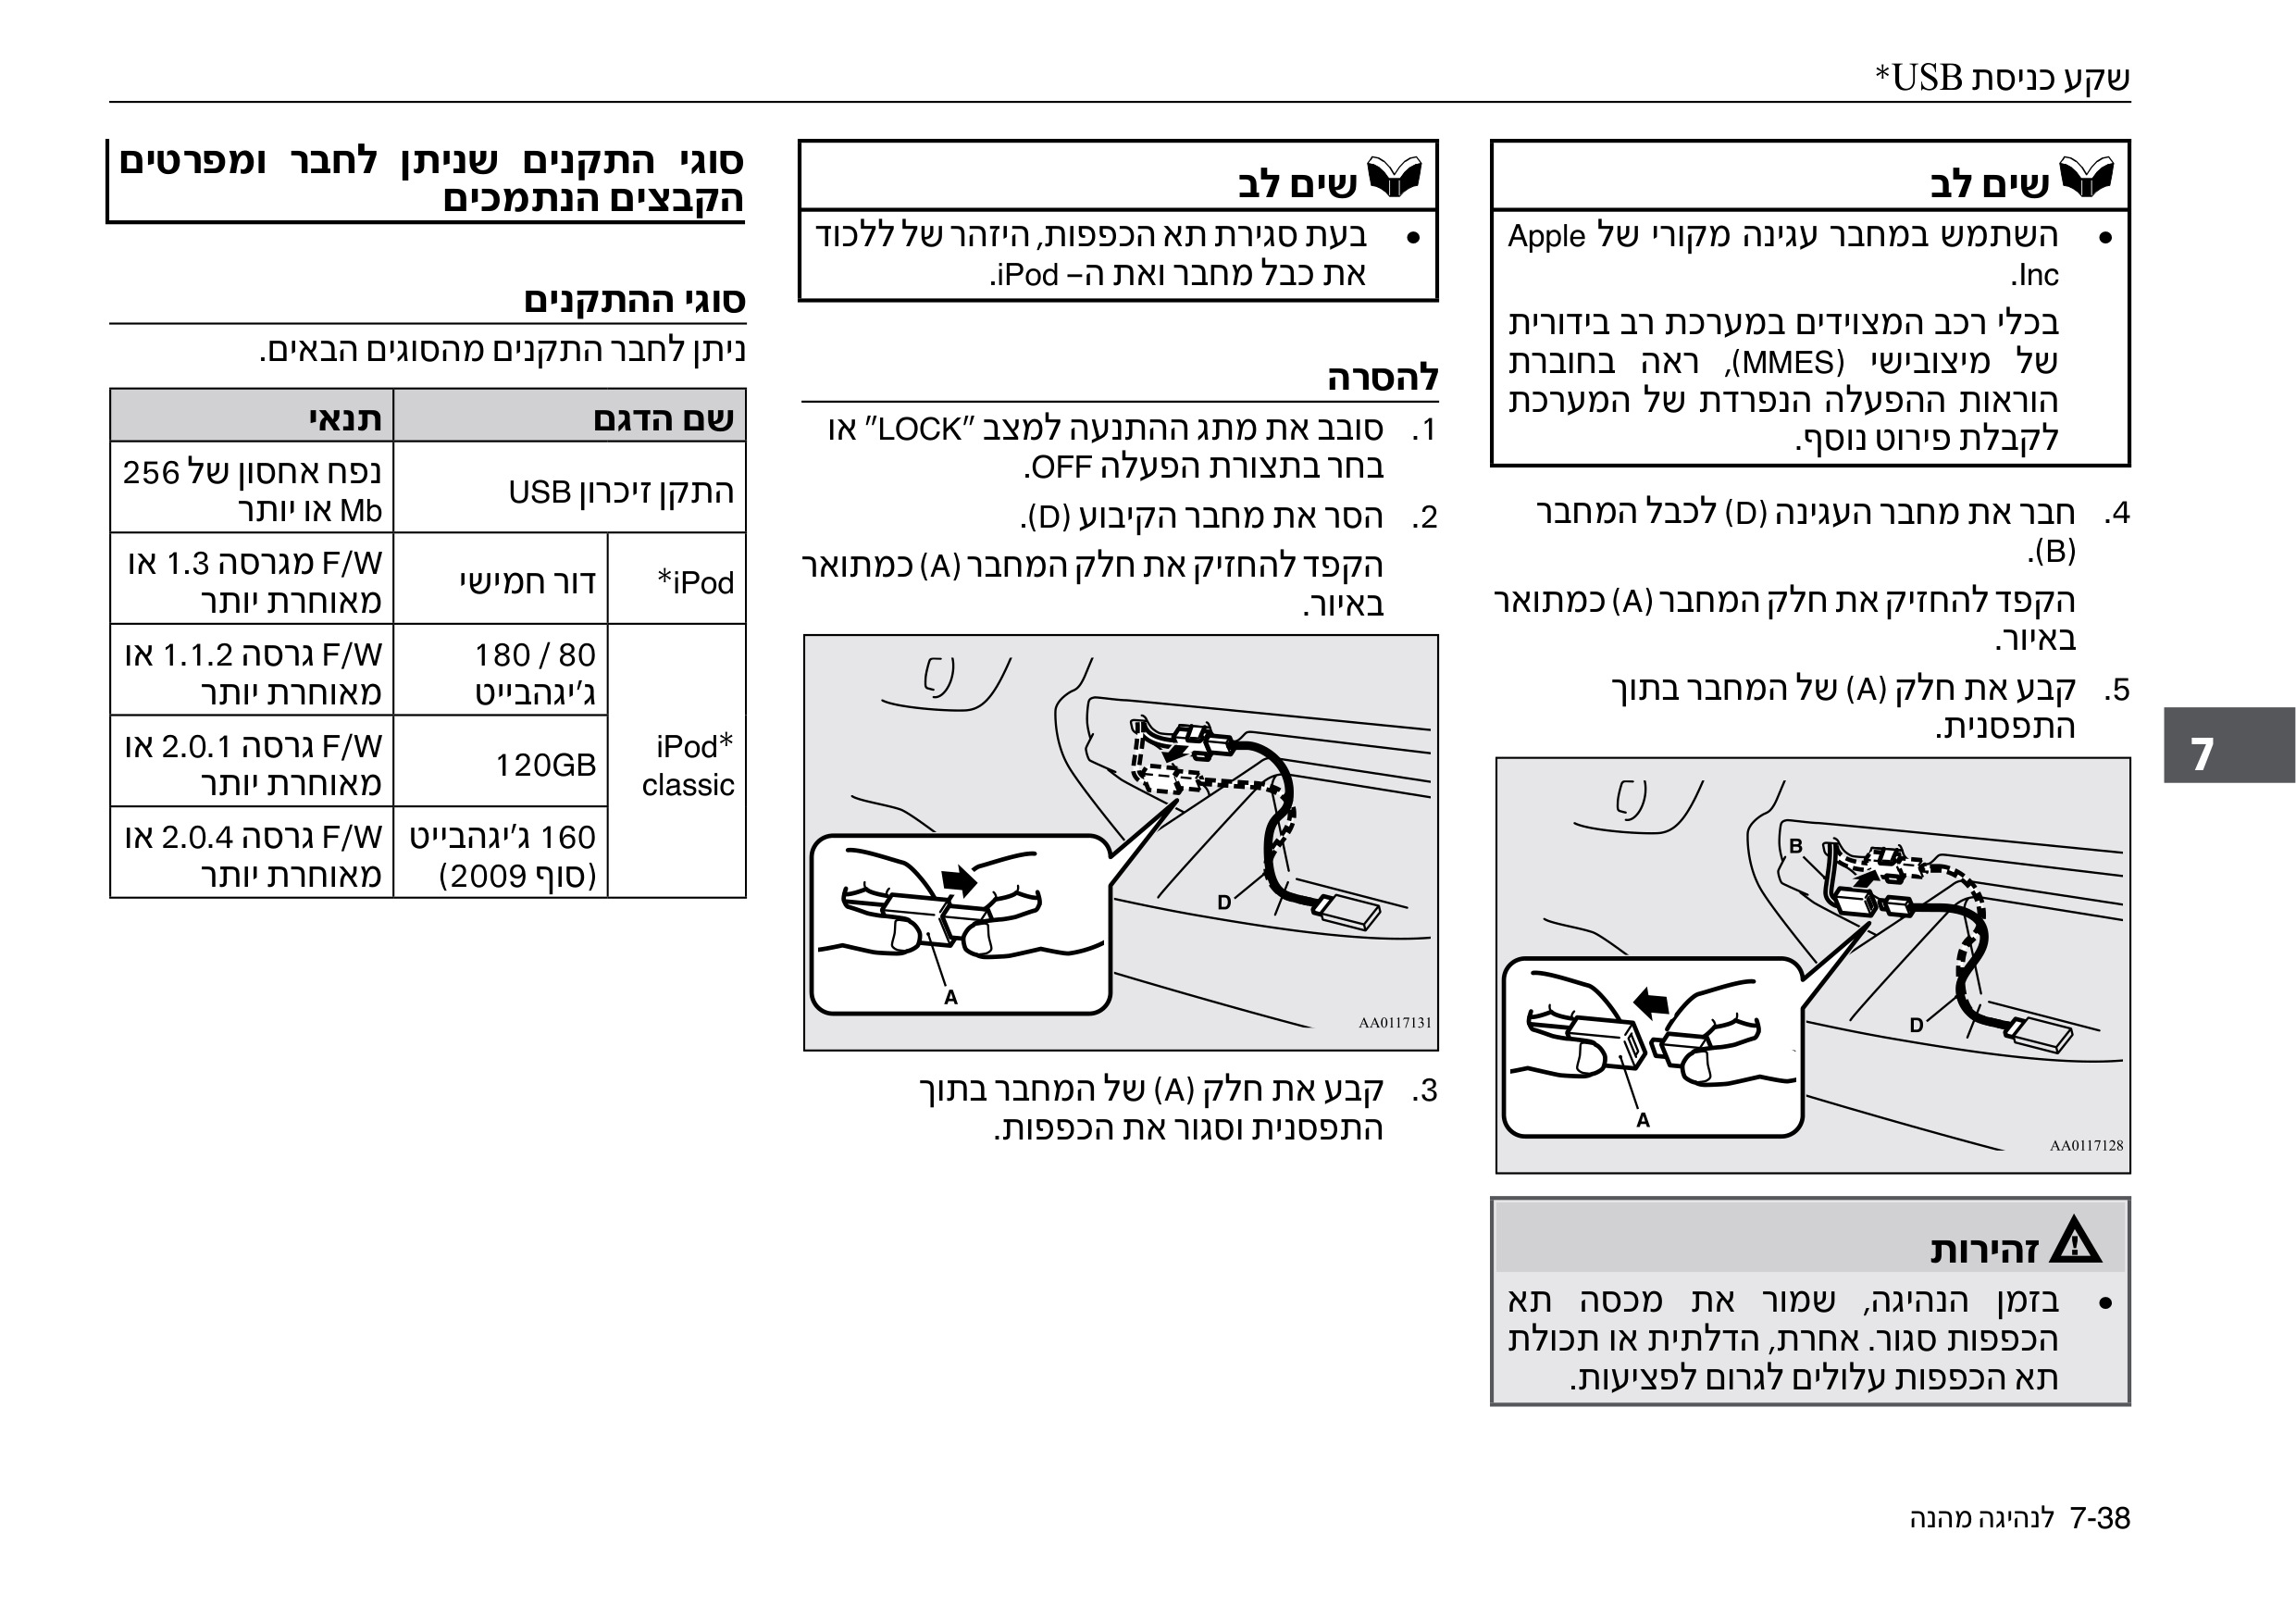 שקע כניסת USB*
שים לב
• השתמש במחבר עגינה מקורי של Apple
Inc.
בכלי רכב המצוידים במערכת רב בידורית
של מיצובישי (MMES), ראה בחוברת
הוראות ההפעלה הנפרדת של המערכת
לקבלת פירוט נוסף.
4. חבר את מחבר העגינה (D) לכבל המחבר
(B).
הקפד להחזיק את חלק המחבר (A) כמתואר
באיור.
5. קבע את חלק (A) של המחבר בתוך
התפסנית.
B
D
A
AA0117128
זהירות
• בזמן הנהיגה, שמור את מכסה תא
הכפפות סגור. אחרת, הדלתית או תכולת
תא הכפפות עלולים לגרום לפציעות.
שים לב
• בעת סגירת תא הכפפות, היזהר של ללכוד
את כבל מחבר ואת ה– iPod.
להסרה
1. סובב את מתג ההתנעה למצב "LOCK" או
בחר בתצורת הפעלה OFF.
2. הסר את מחבר הקיבוע (D).
הקפד להחזיק את חלק המחבר (A) כמתואר
באיור.
D
A
AA0117131
3. קבע את חלק (A) של המחבר בתוך
התפסנית וסגור את הכפפות.
סוגי התקנים שניתן לחבר ומפרטים
הקבצים הנתמכים
סוגי ההתקנים
ניתן לחבר התקנים מהסוגים הבאים.
שם הדגם תנאי
התקן זיכרון USB נפח אחסון של 256
Mb או יותר
iPod* דור חמישי F/W מגרסה 1.3 או
מאוחרת יותר
iPod*
classic
80 / 180
ג'יגהבייט
F/W גרסה 1.1.2 או
מאוחרת יותר
120GB
F/W גרסה 2.0.1 או
מאוחרת יותר
160 ג'יגהבייט
(סוף 2009)
F/W גרסה 2.0.4 או
מאוחרת יותר
7
7-38 לנהיגה מהנה